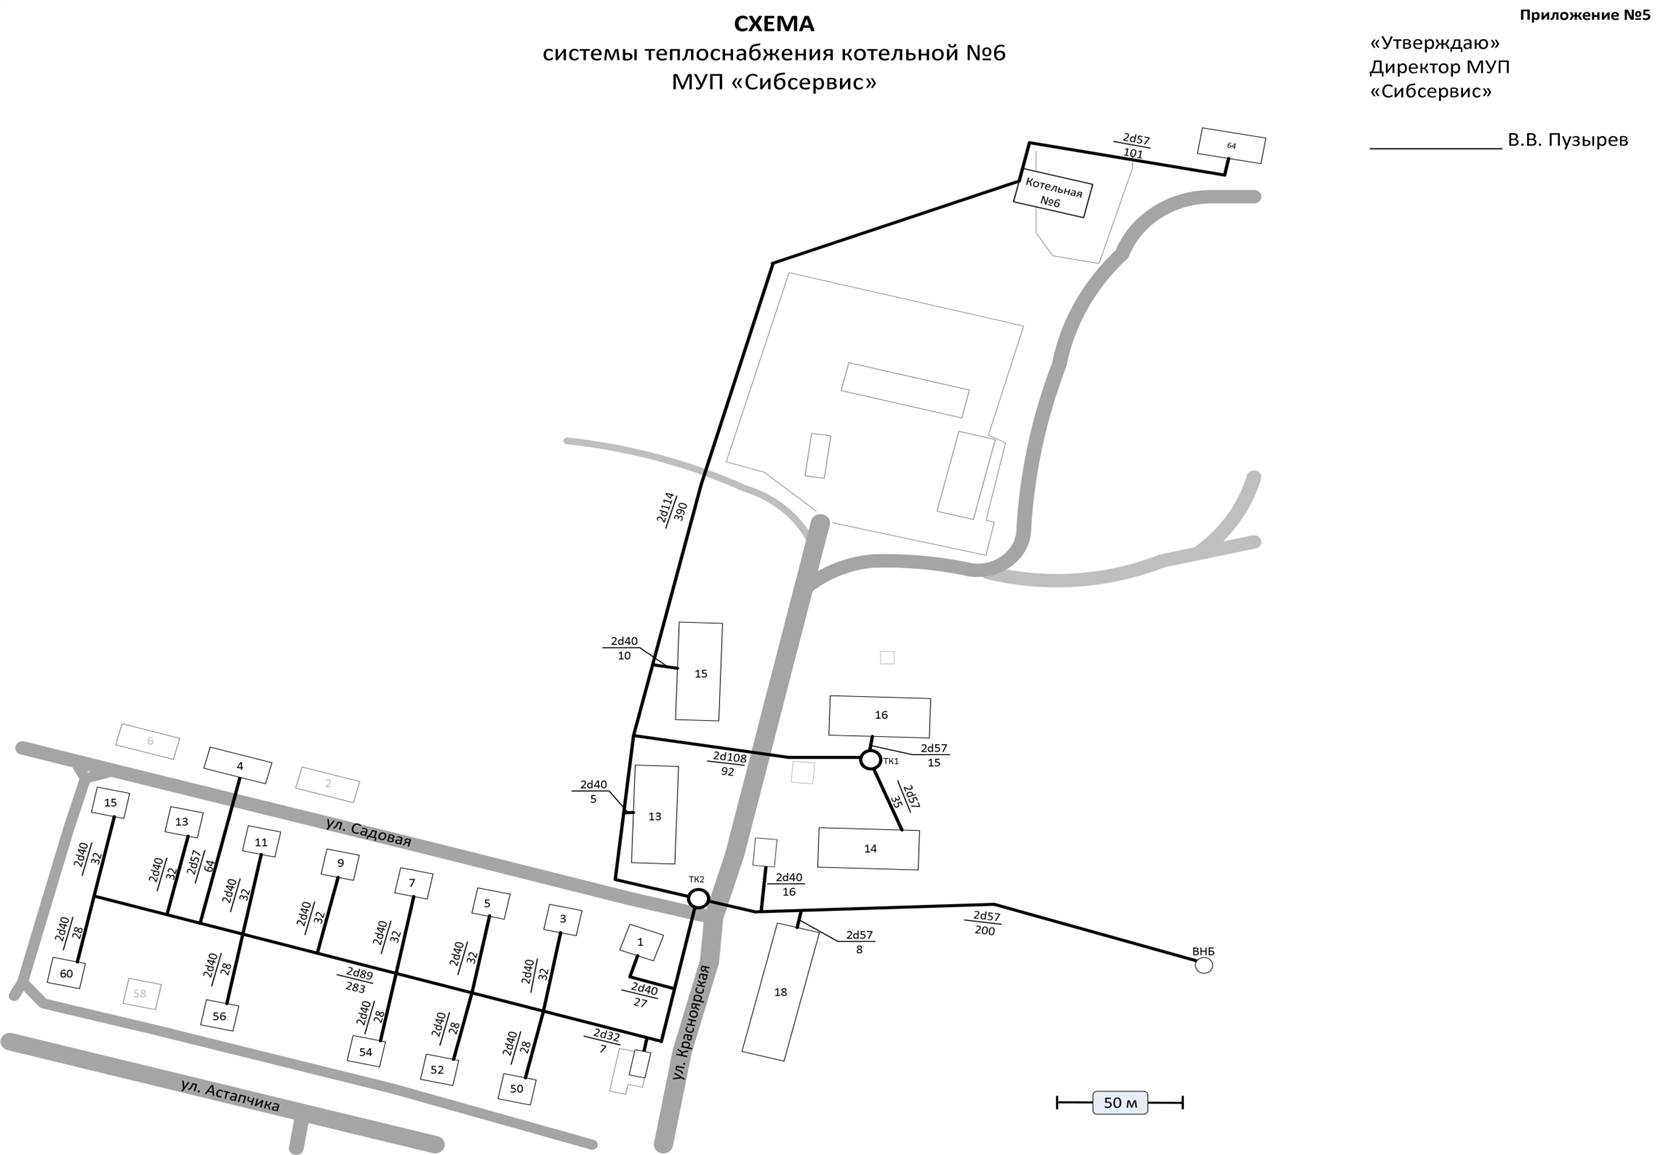 Приложение №5
СХЕМА
системы теплоснабжения котельной №6
МУП «Сибсервис»
«Утверждаю»
Директор МУП
«Сибсервис»
____________ В.В. Пузырев
2d57
101
64
Котельная
№6
2d114
390
2d40
10
15
16
2d57
15
ТК1
2d108
92
2d57
35
2d40
5
13
14
6
4
2
ул. Садовая
15
13
11
9
7
5
3
1
2d40
32
2d40
32
2d57
64
2d40
32
2d40
32
2d40
32
2d40
32
2d40
32
ТК2
2d40
16
2d57
200
ВНБ
2d57
8
18
2d40
28
2d40
28
2d89
283
2d40
28
2d40
28
2d40
28
2d40
27
2d32
7
60
58
56
54
52
50
ул. Красноярская
ул. Астапчика
50 м